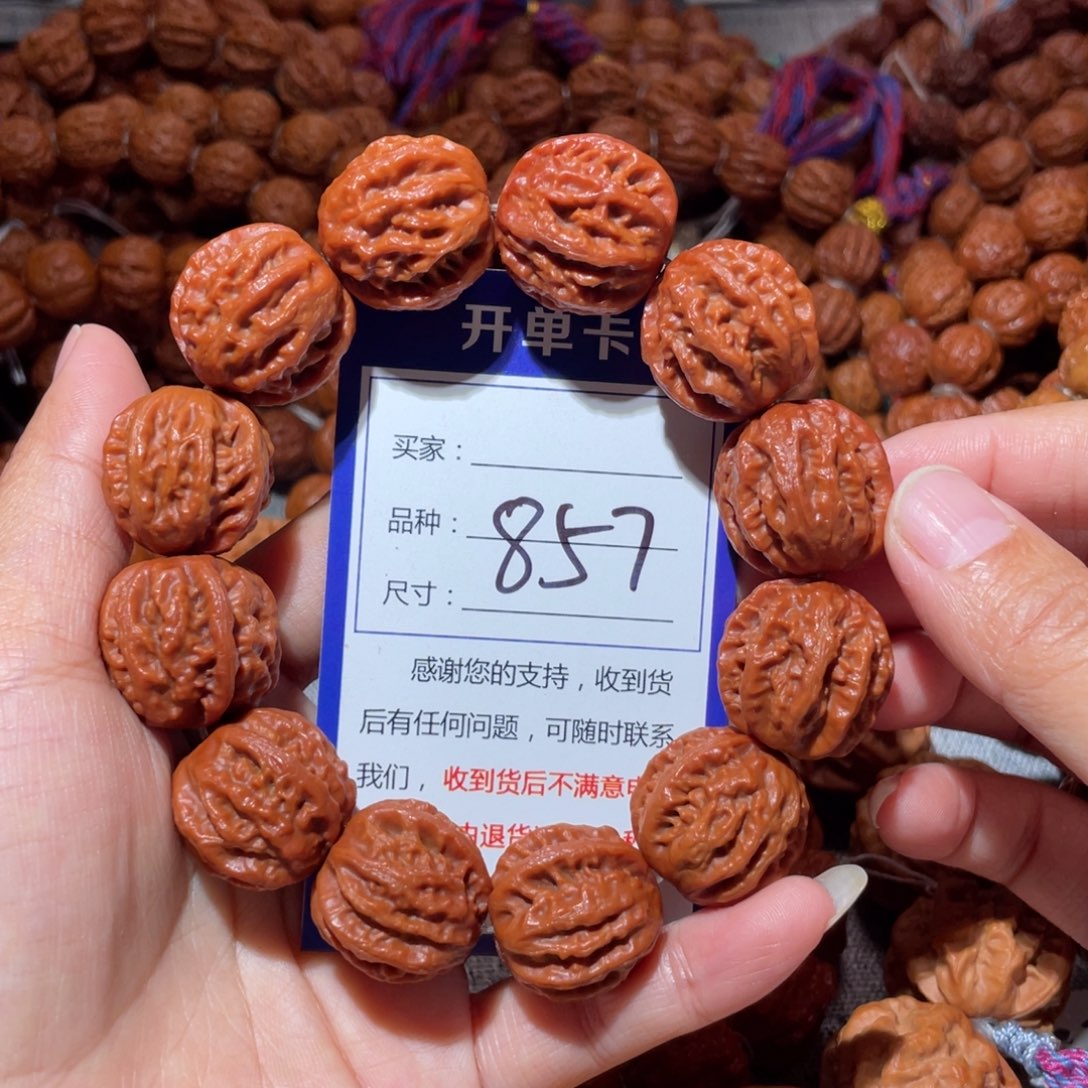 开单卡
买家：
品种：
857
尺寸：
感谢您的支持，收到货
后有任何问题，可随时联系
我们，收到货后不满意
退货